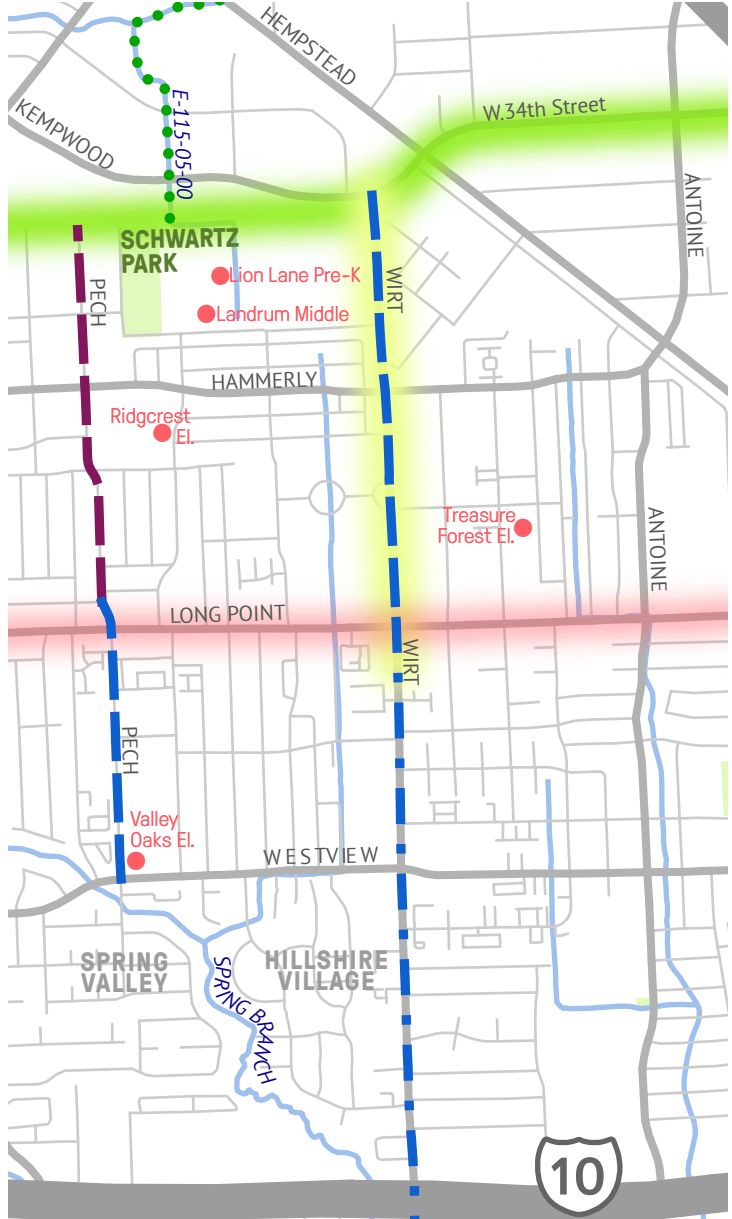 HEMPSTEAD
E-115-05-00
W.34th Street
KEMPWOOD
ANTOINE
SCHWARTZ
PARK
Lion Lane Pre-K
WIRT
PECH
Landrum Middle
HAMMERLY
Ridgcrest
El.
Treasure
Forest El.
ANTOINE
LONG POINT
WIRT
PECH
Valley
Oaks El.
WESTVIEW
SPRING
VALLEY
HILLSHIRE
VILLAGE
SPRING BRANCH
10